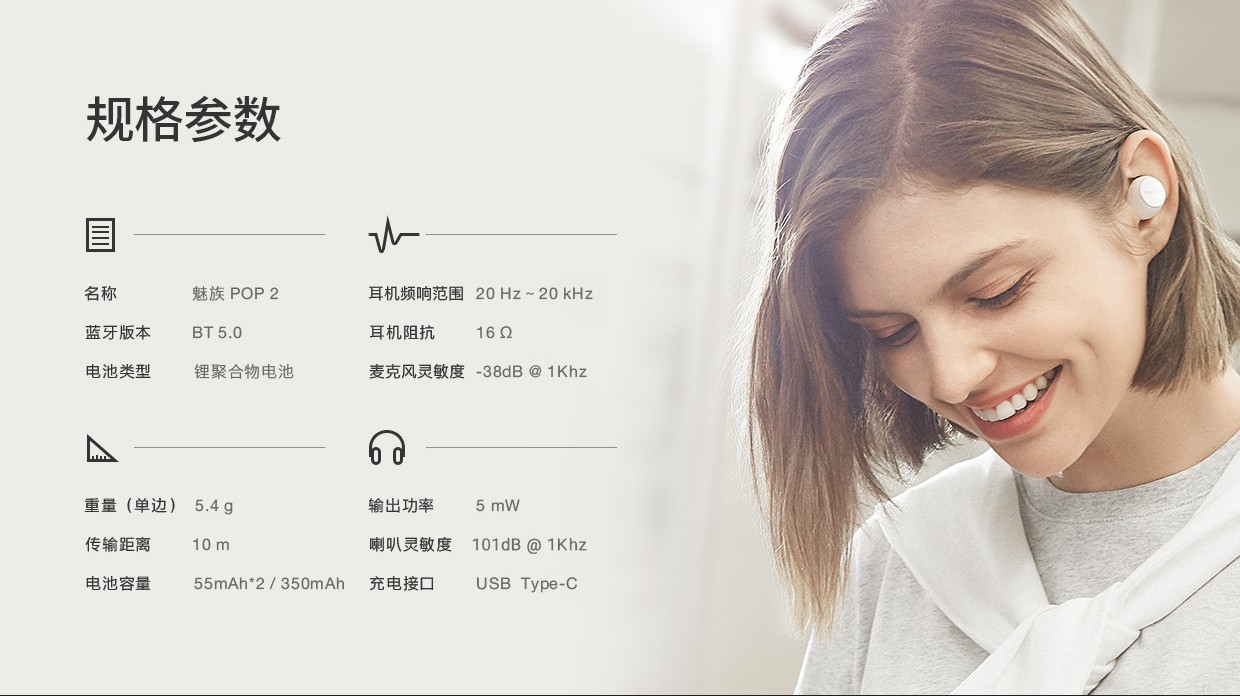 规格参数
名称 魅族 POP 2
蓝牙版本 BT 5.0
电池类型 锂聚合物电池
耳机频响范围 20 Hz ~ 20 kHz
耳机阻抗 16 Ω
麦克风灵敏度 -38dB @ 1Khz
重量（单边） 5.4 g
传输距离 10 m
电池容量 55mAh*2 / 350mAh
输出功率 5 mW
喇叭灵敏度 101dB @ 1Khz
充电接口 USB Type-C